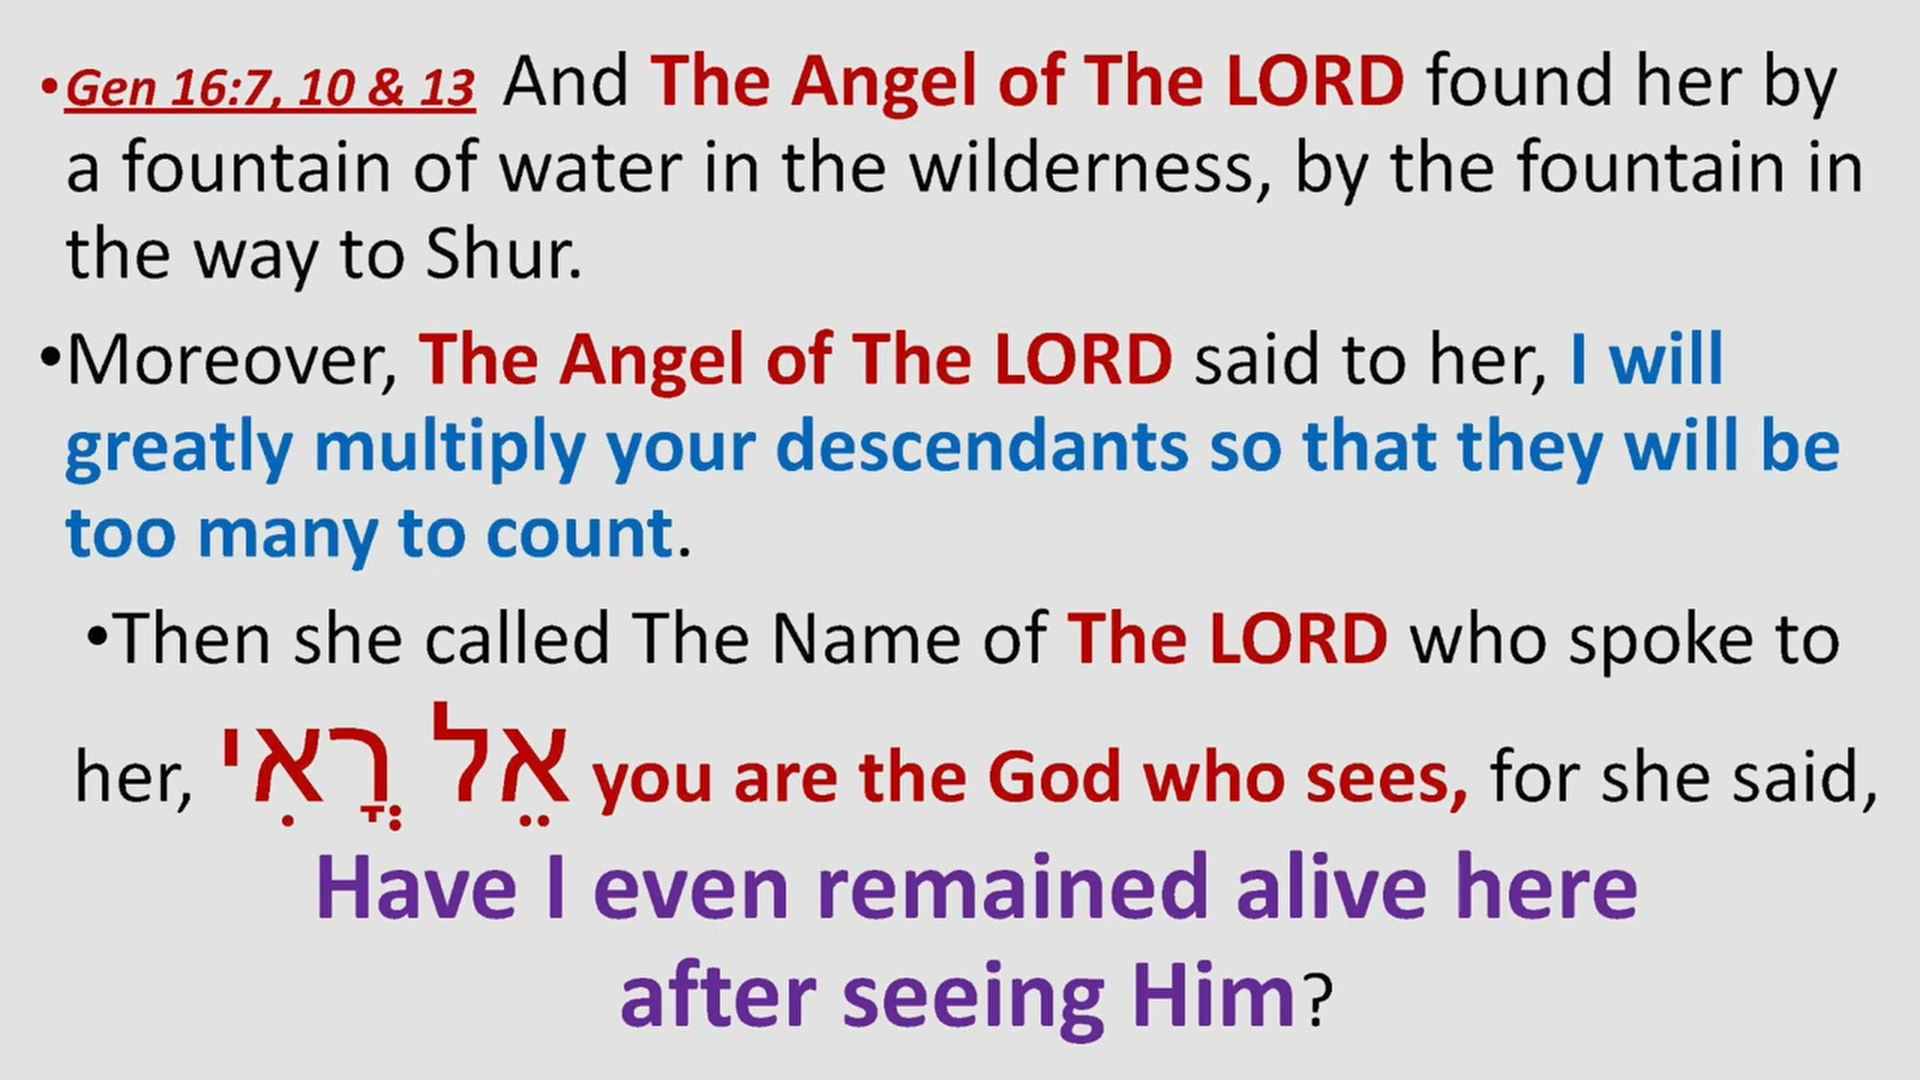 •Gen 16:7, 10 & 13 And The Angel of The LORD found her by
a fountain of water in the wilderness, by the fountain in
the way to Shur.
•Moreover, The Angel of The LORD said to her, I will
greatly multiply your descendants so that they will be
too many to count.
•Then she called The Name of The LORD who spoke to
her, אֵל רֳאִי you are the God who sees, for she said,
Have I even remained alive here
after seeing Him?